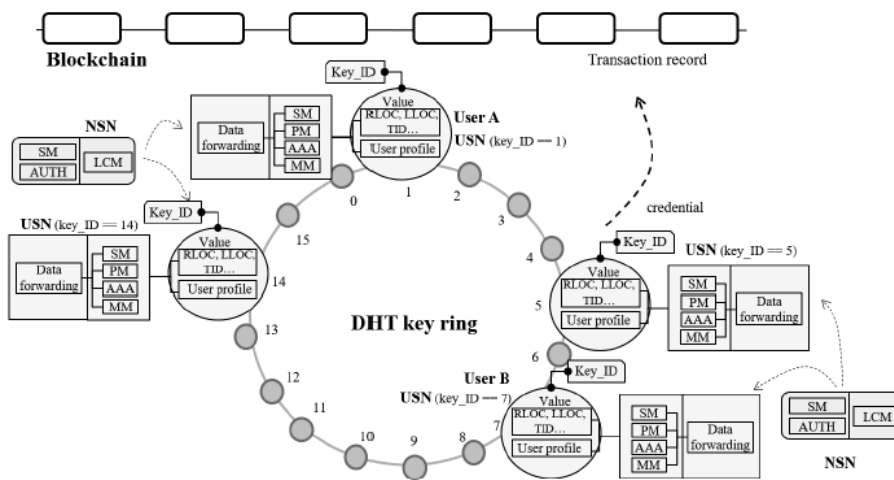 Blockchain
Transaction record
Key_ID
Value
RLOC, LLOC,
TID...
User profile
User A
USN (key_ID == 1)
Data
forwarding
SM
PM
AAA
MM
NSN
SM
AUTH
LCM
USN (key_ID == 14)
Key_ID
Value
RLOC, LLOC,
TID...
User profile
Data
forwarding
SM
PM
AAA
MM
credential
Key_ID
USN (key_ID == 5)
Value
RLOC, LLOC,
TID...
User profile
SM
PM
AAA
MM
Data
forwarding
DHT key ring
0
1
2
3
4
5
6
7
8
9
10
11
12
13
14
15
User B
USN (key_ID == 7)
Key_ID
Value
RLOC, LLOC,
TID...
User profile
SM
PM
AAA
MM
Data
forwarding
SM
AUTH
LCM
NSN